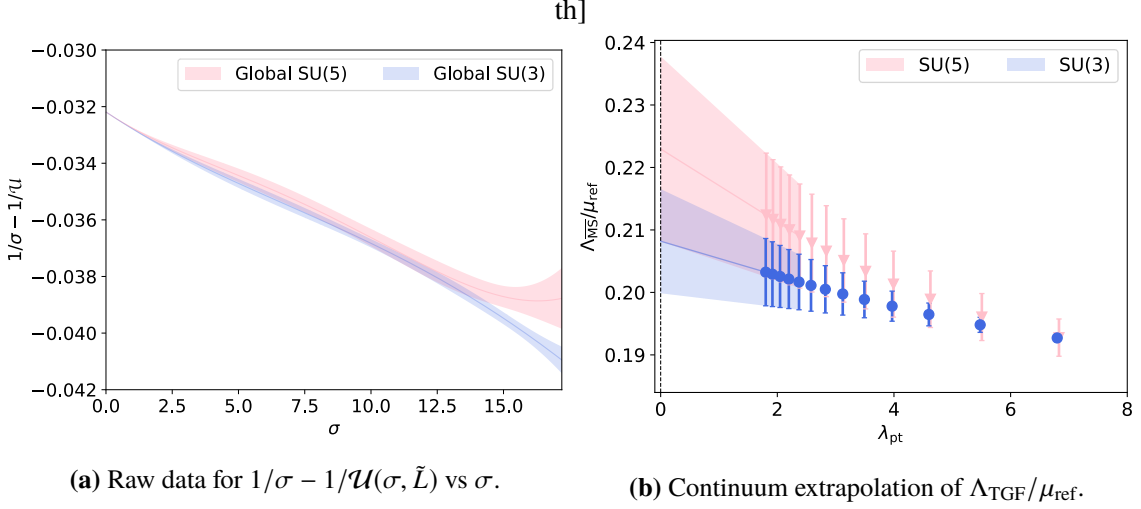 th]
−0.030
−0.032
−0.034
−0.036
−0.038
−0.040
−0.042
1/σ − 1/𝒰
Global SU(5)
Global SU(3)
0.0 2.5 5.0 7.5 10.0 12.5 15.0
σ
0.24
0.23
0.22
0.21
0.20
0.19
Λ_MS̅/μ_ref
SU(5)
SU(3)
0 2 4 6 8
λ_pt
(a) Raw data for 1/σ − 1/𝒰(σ, L̃) vs σ.
(b) Continuum extrapolation of Λ_TGF/μ_ref.